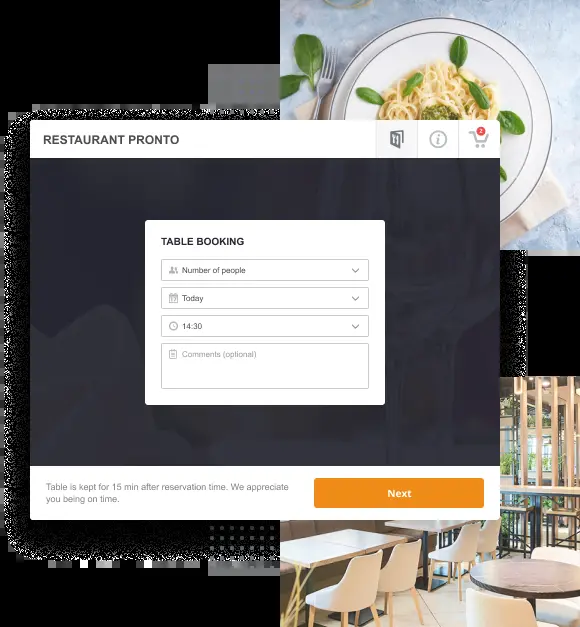 RESTAURANT PRONTO
2
TABLE BOOKING
Number of people
Today
14:30
Comments (optional)
Table is kept for 15 min after reservation time. We appreciate
you being on time.
Next